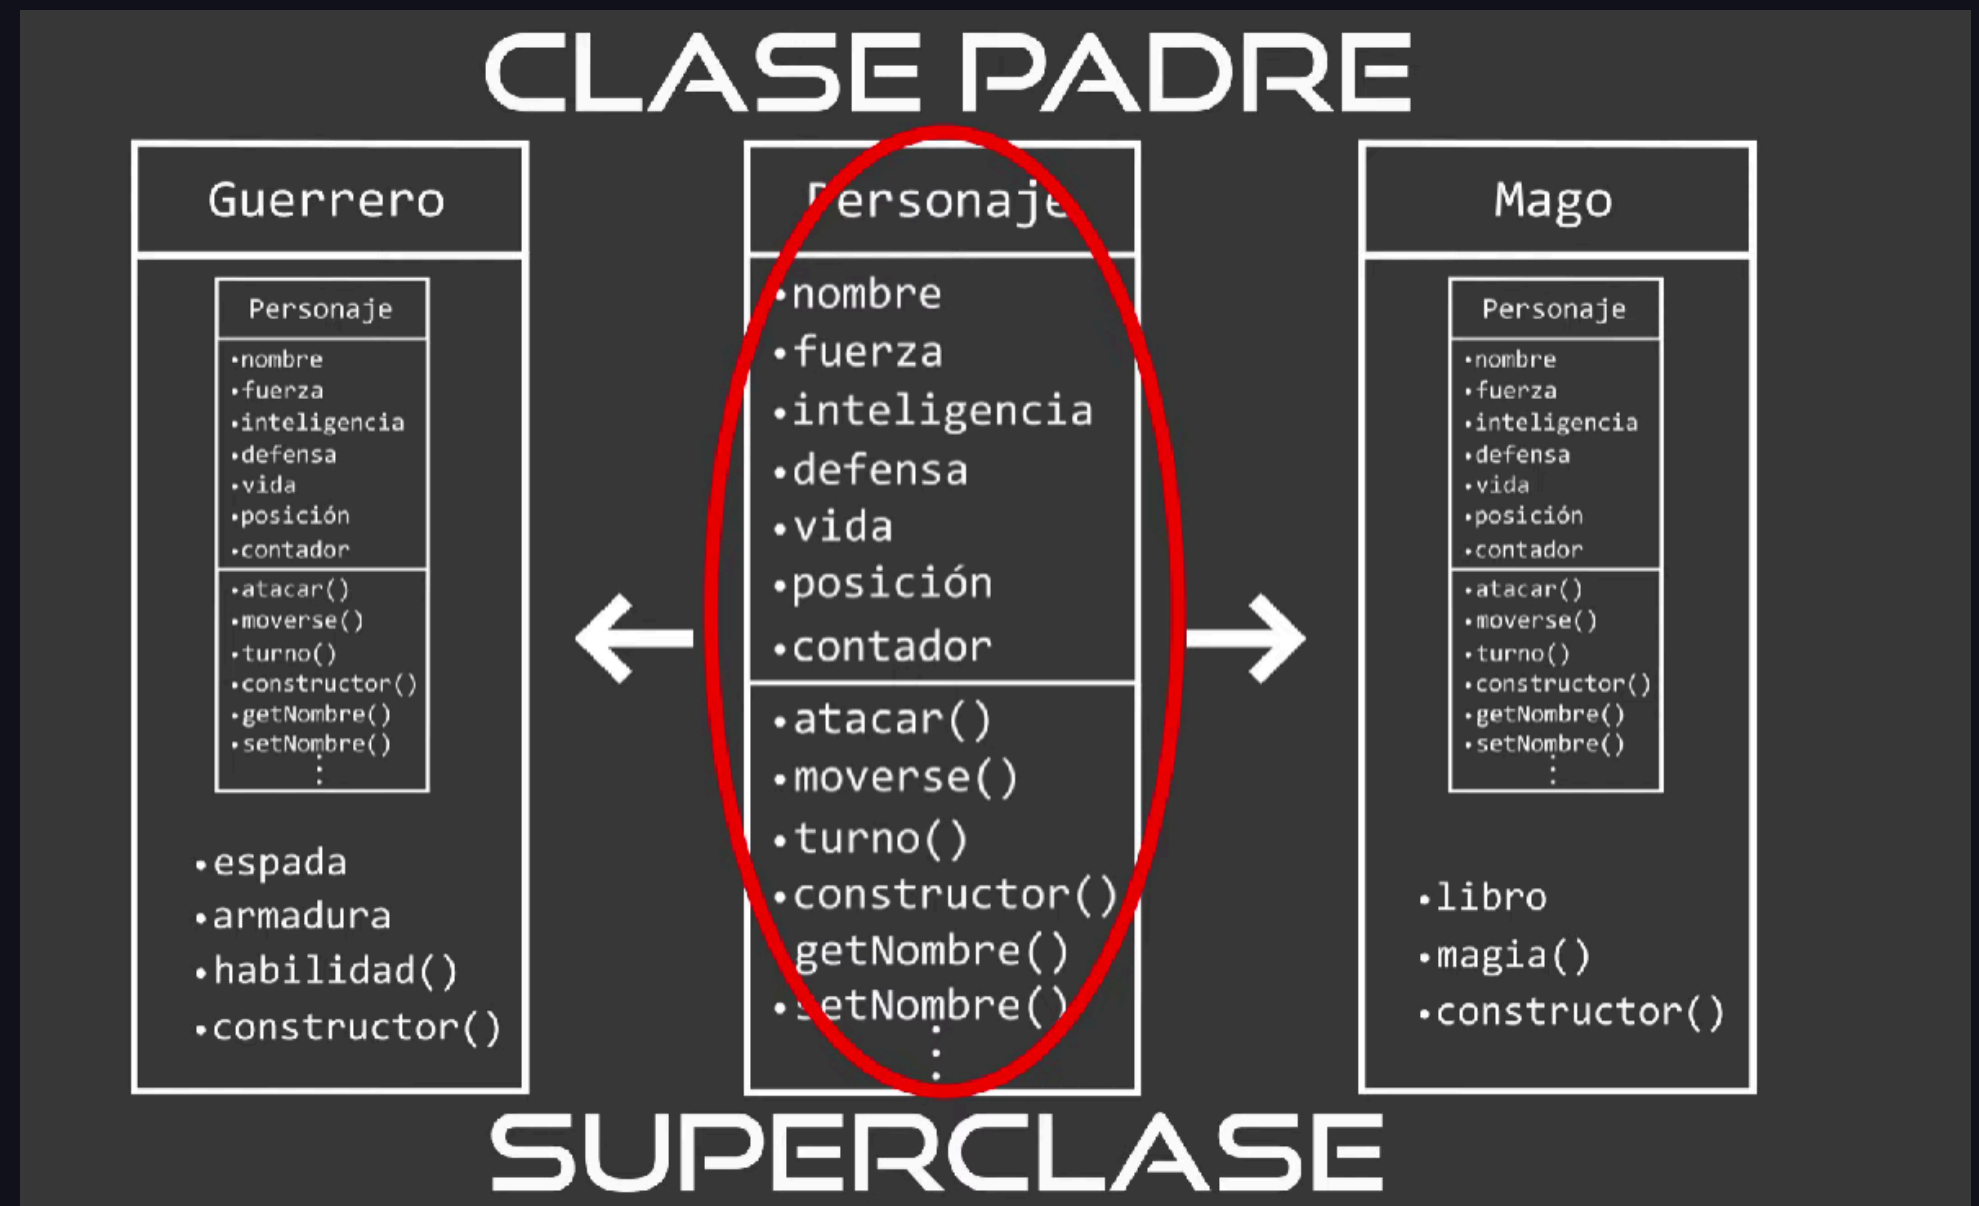 CLASE PADRE
Guerrero
Personaje
•nombre
•fuerza
•inteligencia
•defensa
•vida
•posición
•contador
•atacar()
•moverse()
•turno()
•constructor()
•getNombre()
•setNombre()
•espada
•armadura
•habilidad()
•constructor()
Personaje
•nombre
•fuerza
•inteligencia
•defensa
•vida
•posición
•contador
•atacar()
•moverse()
•turno()
•constructor()
•getNombre()
•setNombre()
Mago
Personaje
•nombre
•fuerza
•inteligencia
•defensa
•vida
•posición
•contador
•atacar()
•moverse()
•turno()
•constructor()
•getNombre()
•setNombre()
•libro
•magia()
•constructor()
SUPERCLASE